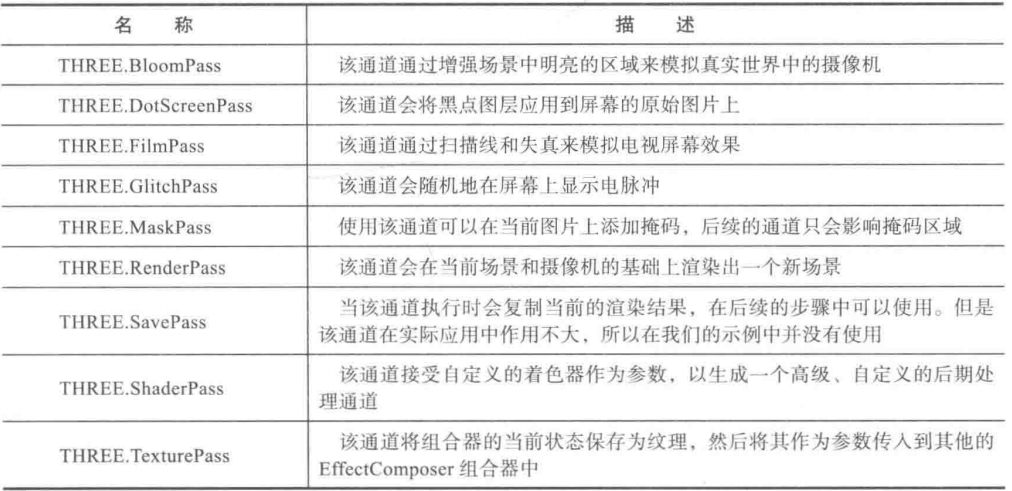 名 称 描 述
THREE.BloomPass 该通道通过增强场景中明亮的区域来模拟真实世界中的摄像机
THREE.DotScreenPass 该通道会将黑点图层应用到屏幕的原始图片上
THREE.FilmPass 该通道通过扫描线和失真来模拟电视屏幕效果
THREE.GlitchPass 该通道会随机地在屏幕上显示电脉冲
THREE.MaskPass 使用该通道可以在当前图片上添加掩码，后续的通道只会影响掩码区域
THREE.RenderPass 该通道会在当前场景和摄像机的基础上渲染出一个新场景
THREE.SavePass 当该通道执行时会复制当前的渲染结果，在后续的步骤中可以使用。但是
该通道在实际应用中作用不大，所以在我们的示例中并没有使用
THREE.ShaderPass 该通道接受自定义的着色器作为参数，以生成一个高级、自定义的后期处
理通道
THREE.TexturePass 该通道将组合器的当前状态保存为纹理，然后将其作为参数传入到其他的
EffectComposer 组合器中